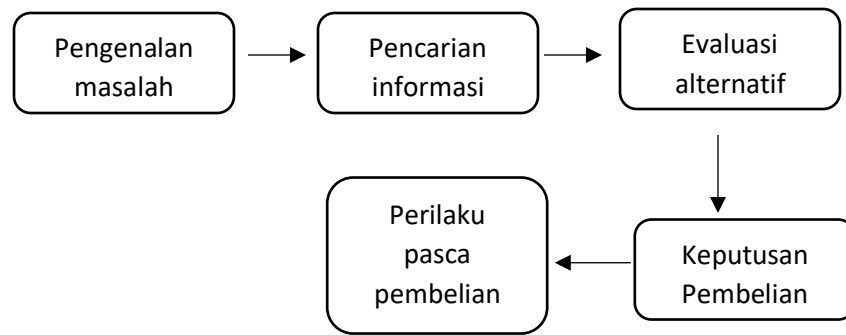 Pengenalan
masalah
Pencarian
informasi
Evaluasi
alternatif
Keputusan
Pembelian
Perilaku
pasca
pembelian